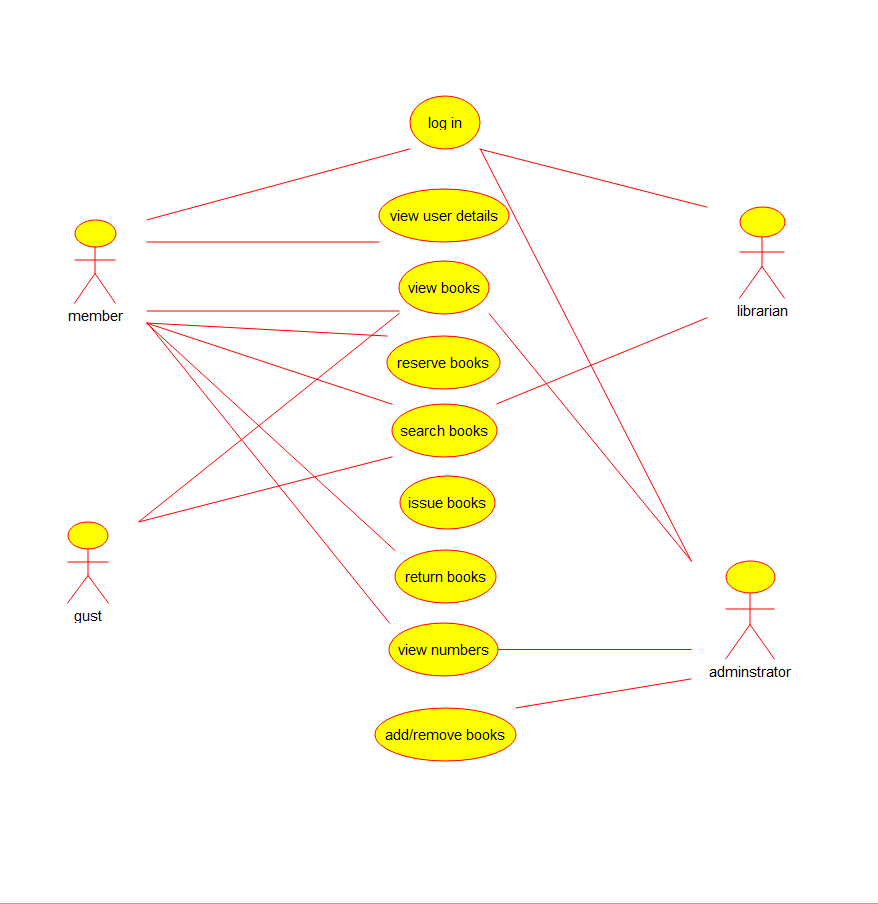 log in
view user details
view books
member
librarian
reserve books
search books
issue books
return books
gust
view numbers
adminstrator
add/remove books